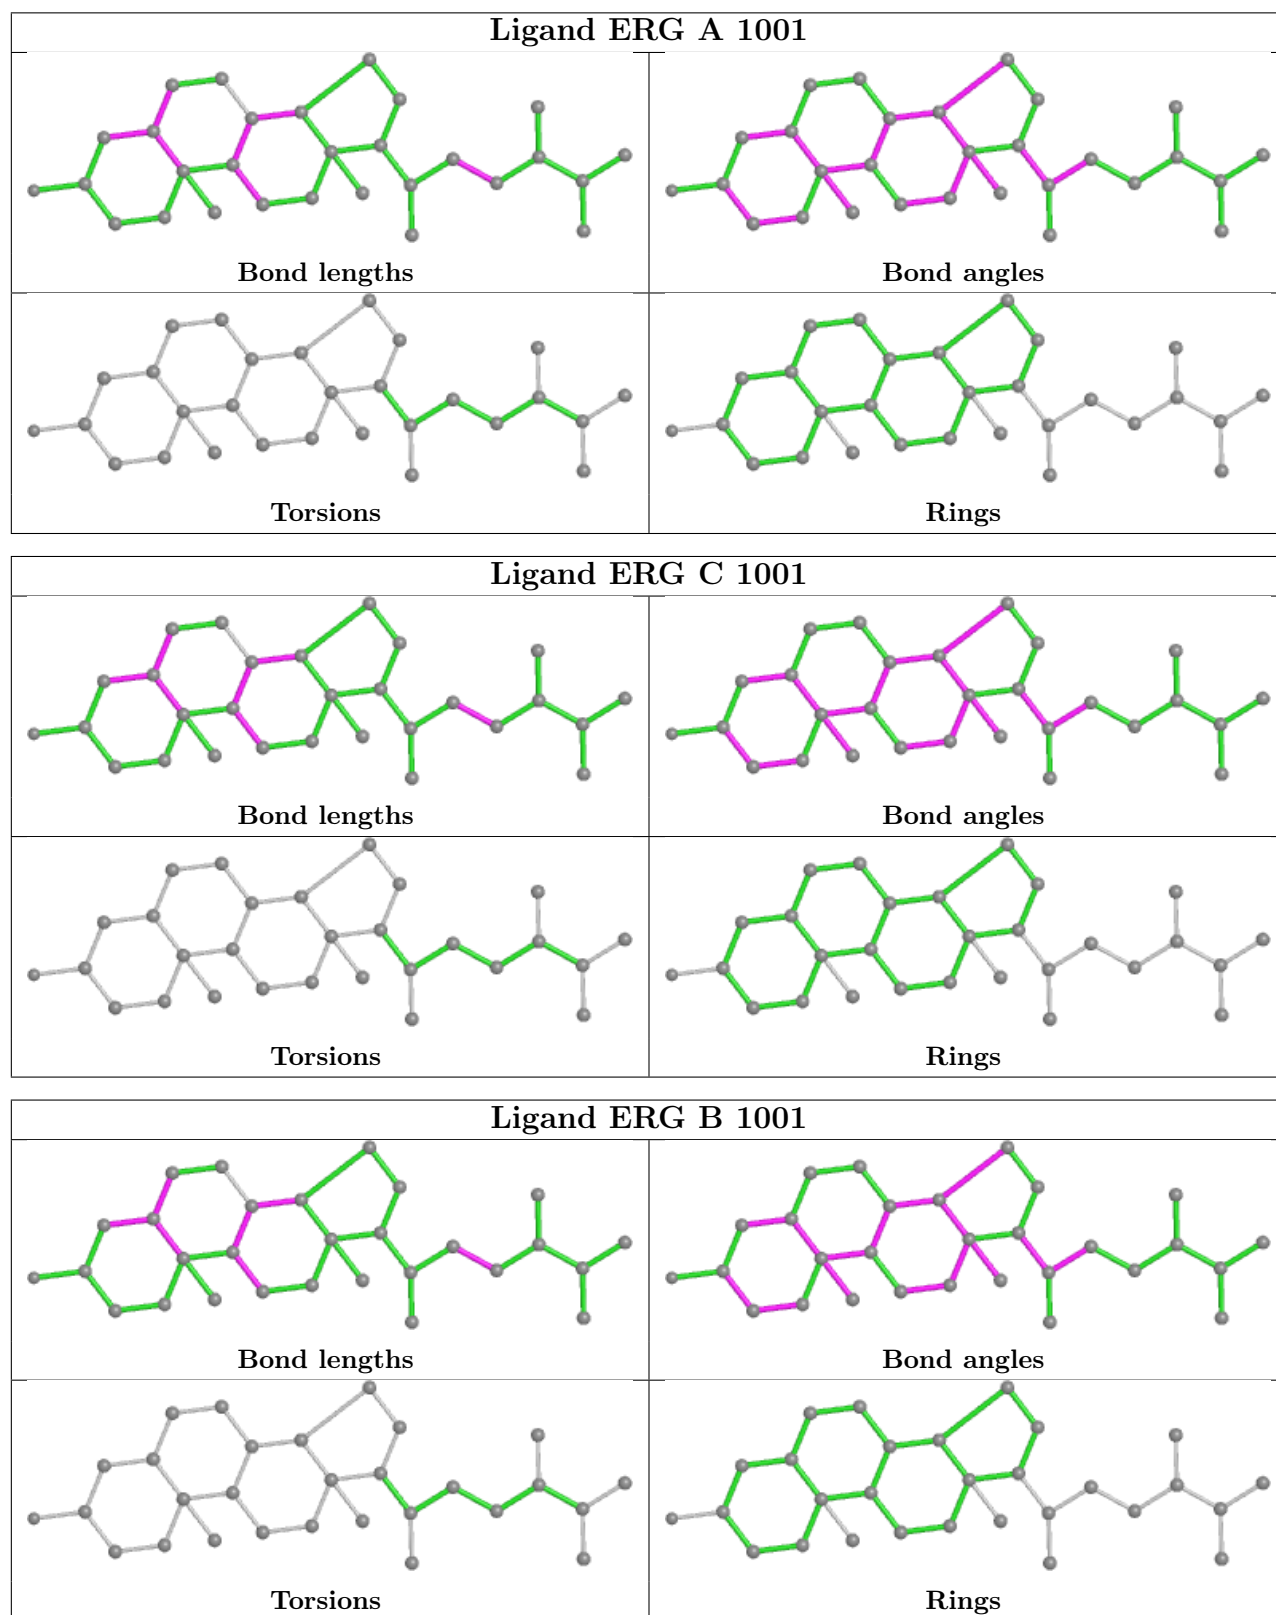 Ligand ERG A 1001
Bond lengths
Bond angles
Torsions
Rings
Ligand ERG C 1001
Bond lengths
Bond angles
Torsions
Rings
Ligand ERG B 1001
Bond lengths
Bond angles
Torsions
Rings